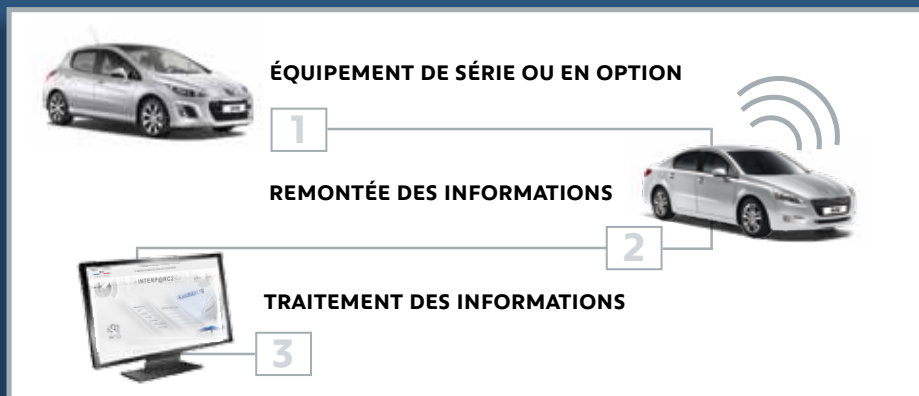 ÉQUIPEMENT DE SÉRIE OU EN OPTION
1
REMONTÉE DES INFORMATIONS
2
TRAITEMENT DES INFORMATIONS
3